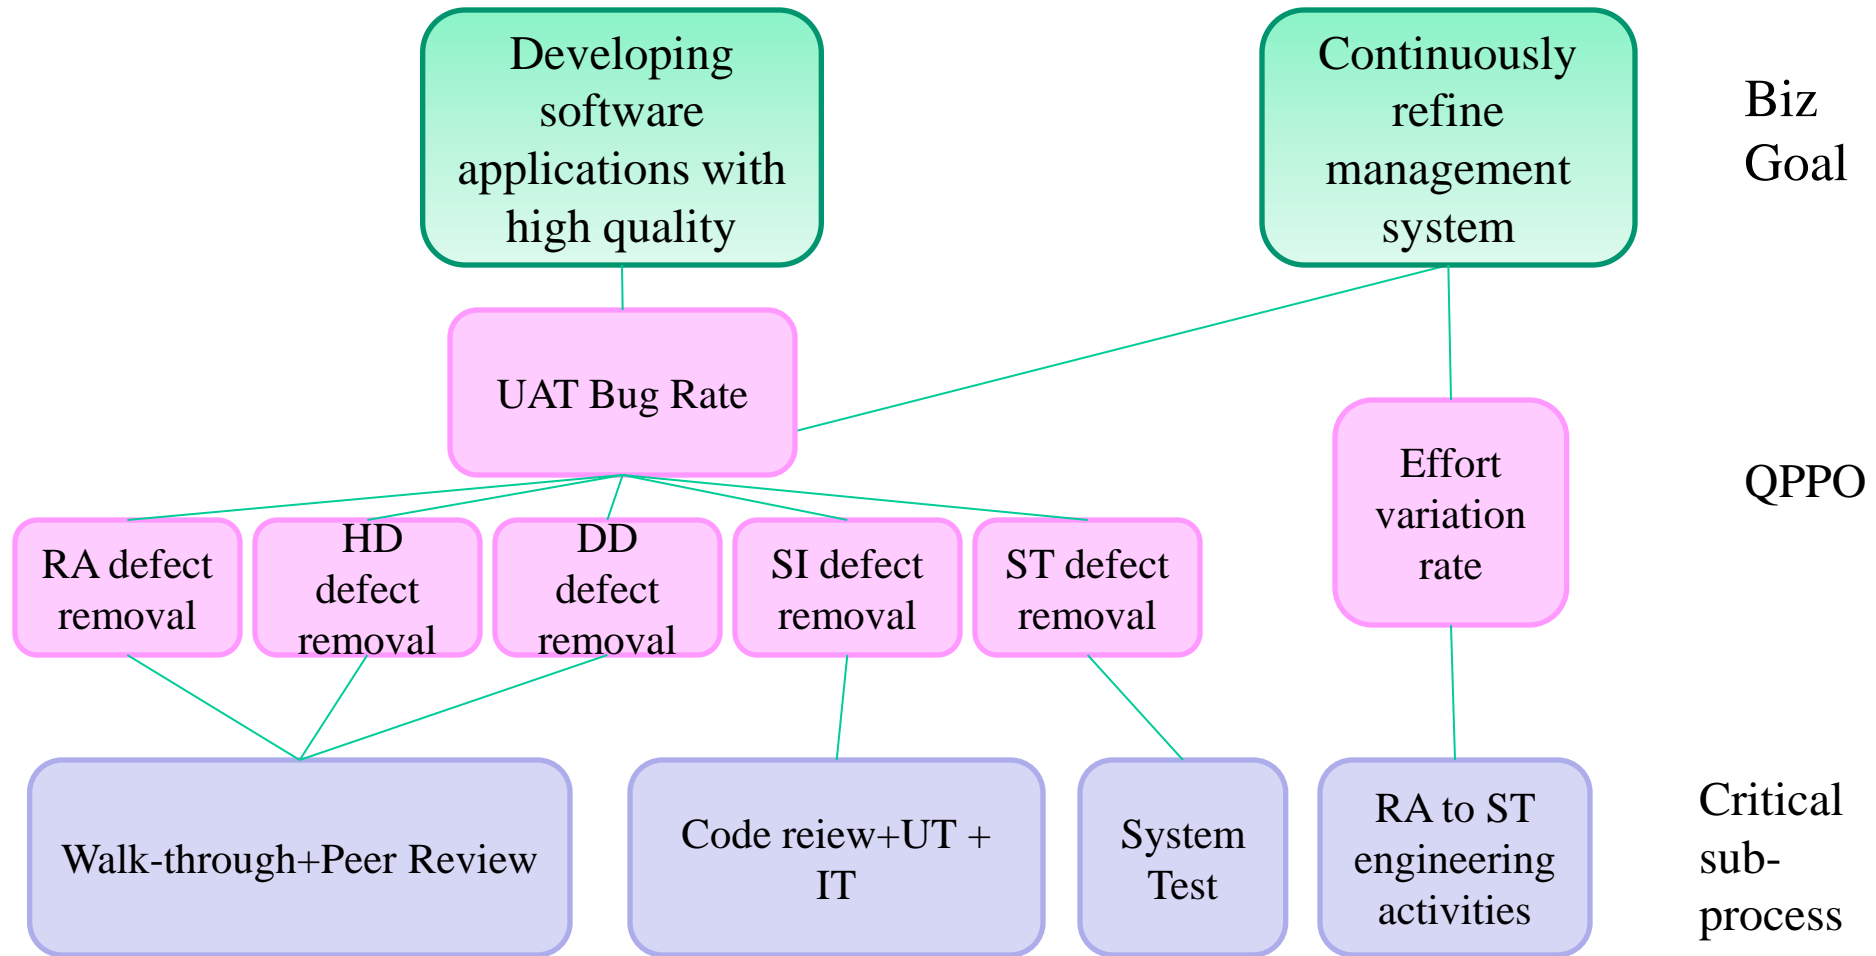 Developing
software
applications with
high quality
Continuously
refine
management
system
Biz
Goal
UAT Bug Rate
Effort
variation
rate
QPPO
RA defect
removal
HD
defect
removal
DD
defect
removal
SI defect
removal
ST defect
removal
Walk-through+Peer Review
Code reiew+UT +
IT
System
Test
RA to ST
engineering
activities
Critical
sub-
process